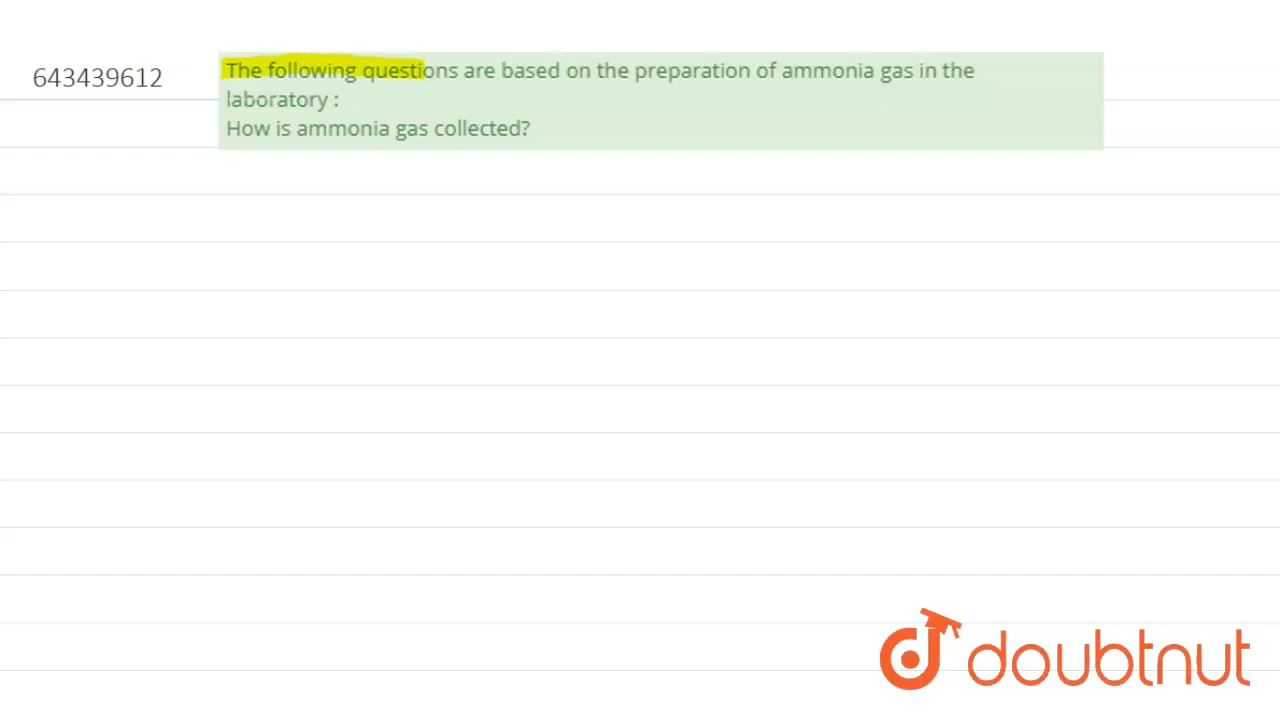 643439612
The following questions are based on the preparation of ammonia gas in the
laboratory :
How is ammonia gas collected?
doubtnut